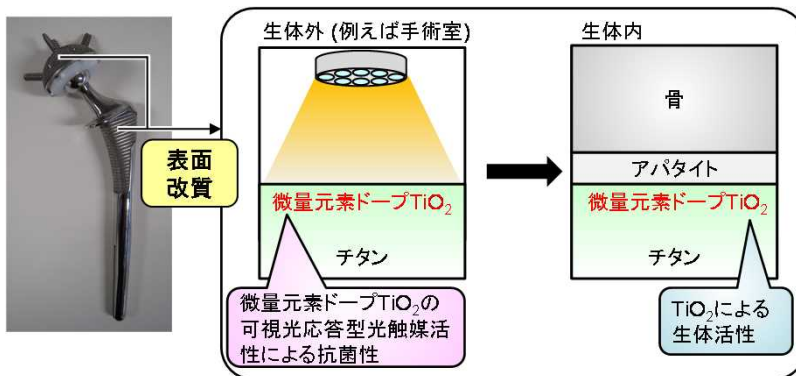 生体外 (例えば手術室)
生体内
骨
アパタイト
表面
改質
微量元素ドープTiO₂
微量元素ドープTiO₂
チタン
チタン
微量元素ドープTiO₂の
可視光応答型光触媒活
性による抗菌性
TiO₂による
生体活性